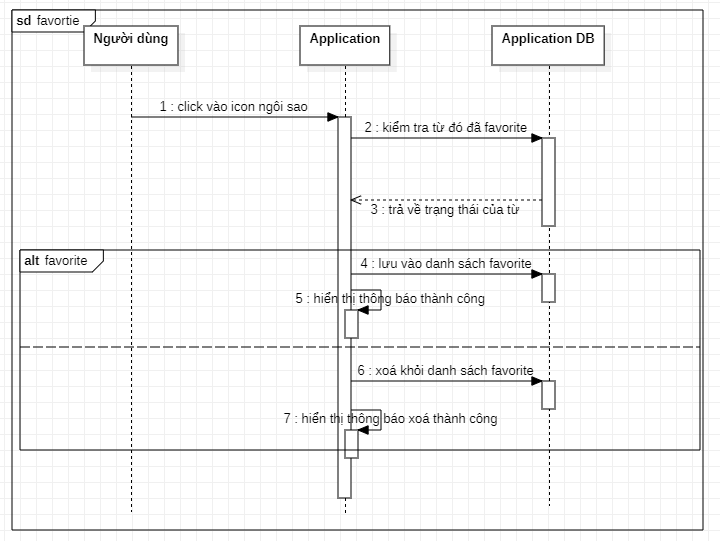 sd favortie
Người dùng
Application
Application DB
1 : click vào icon ngôi sao
2 : kiểm tra từ đó đã favorite
3 : trả về trạng thái của từ
alt favorite
4 : lưu vào danh sách favorite
5 : hiển thị thông báo thành công
6 : xoá khỏi danh sách favorite
7 : hiển thị thông báo xoá thành công